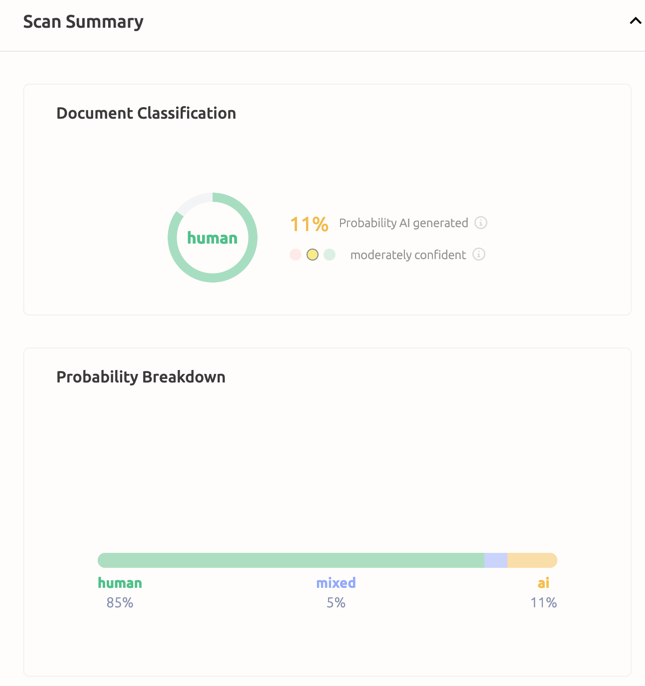 Scan Summary
Document Classification
human
11% Probability AI generated
moderately confident
Probability Breakdown
human mixed ai
85% 5% 11%